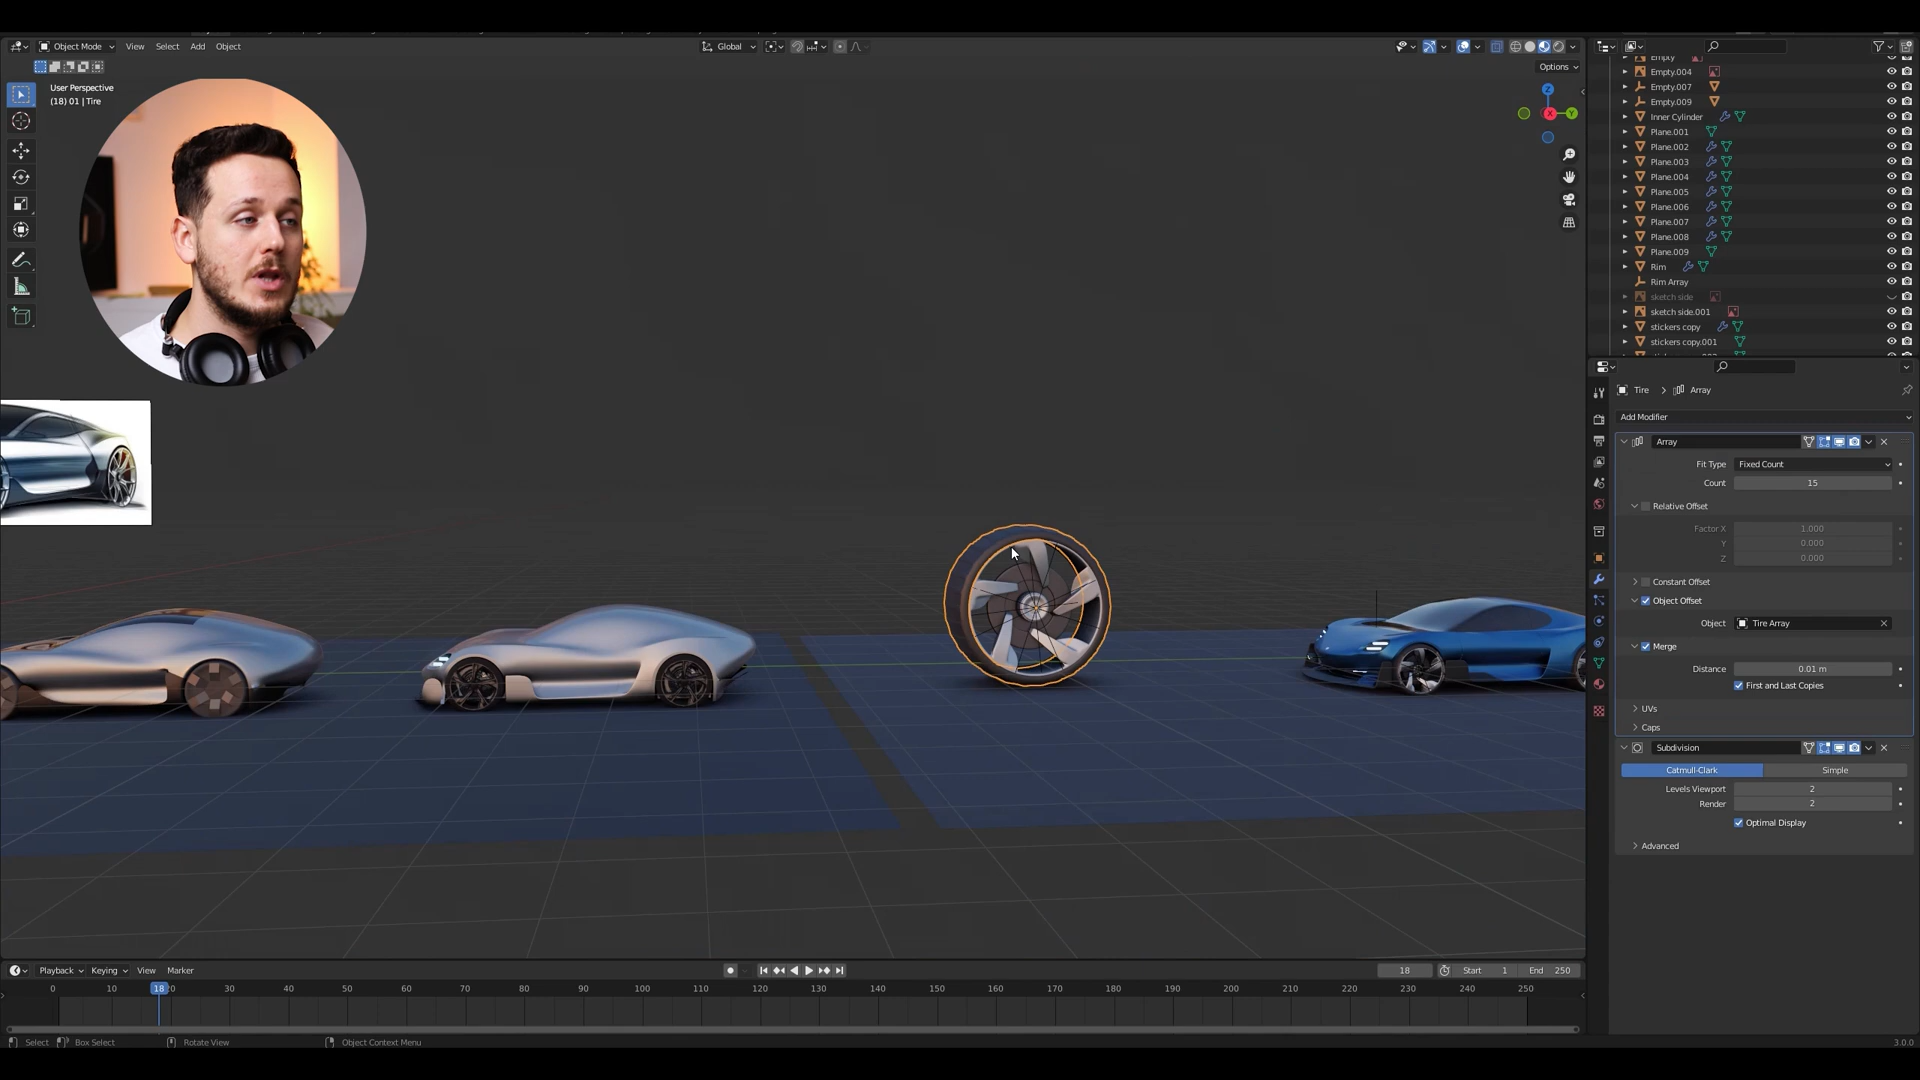 Object Mode View Select Add Object
Global
Options
User Perspective
(18) 01 | Tire
Z
X
Y
Empty
Empty.004
Empty.007
Empty.009
Inner Cylinder
Plane.001
Plane.002
Plane.003
Plane.004
Plane.005
Plane.006
Plane.007
Plane.008
Plane.009
Rim
Rim Array
sketch side
sketch side.001
stickers copy
stickers copy.001
Tire > Array
Add Modifier
Array
Fit Type Fixed Count
Count 15
Relative Offset
Factor X 1.000
Y 0.000
Z 0.000
Constant Offset
Object Offset
Object Tire Array
Merge
Distance 0.01 m
First and Last Copies
UVs
Caps
Subdivision
Catmull-Clark Simple
Levels Viewport 2
Render 2
Optimal Display
Advanced
Playback Keying View Marker
18 Start 1 End 250
0 10 18 20 30 40 50 60 70 80 90 100 110 120 130 140 150 160 170 180 190 200 210 220 230 240 250
Select Box Select Rotate View Object Context Menu
3.0.0